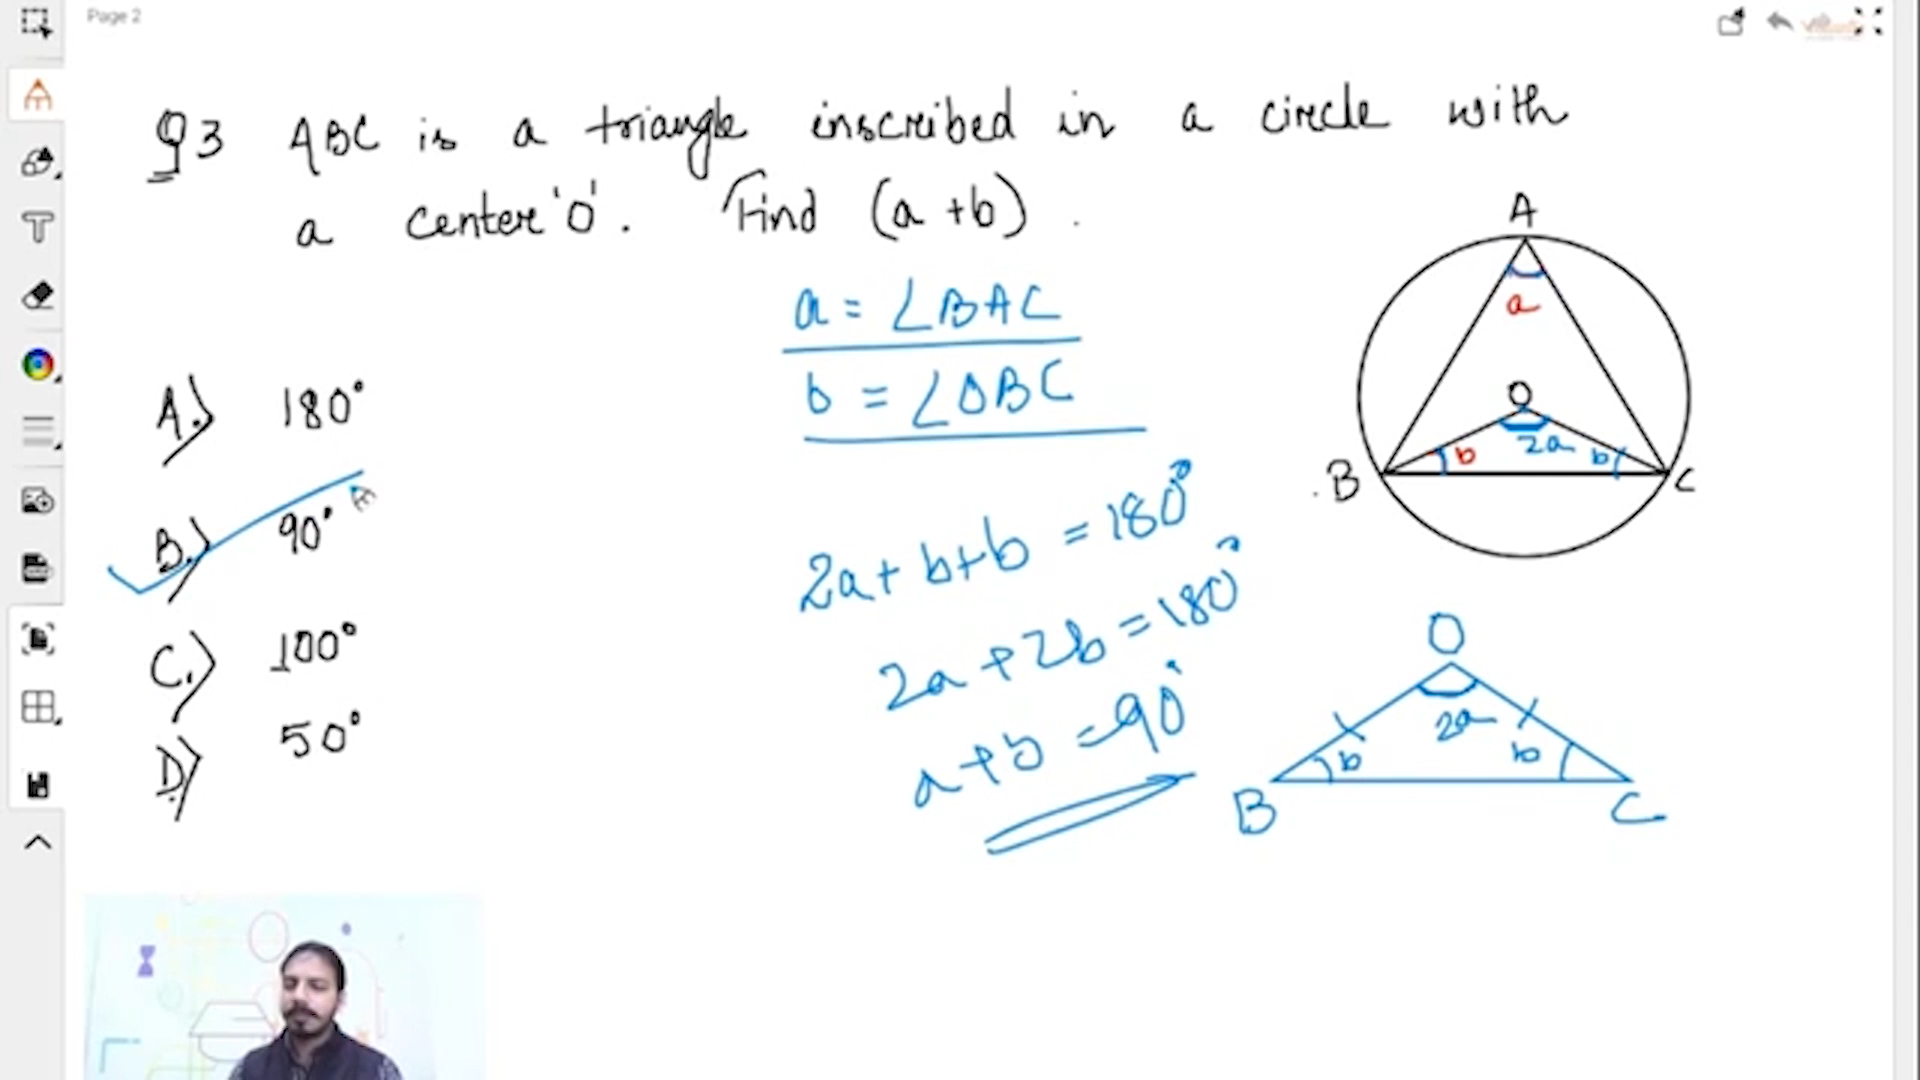 Page 2
Q3 ABC is a triangle inscribed in a circle with
a center 'O'. Find (a+b).
a = ∠BAC
b = ∠OBC
A.) 180°
B.) 90°
C.) 100°
D.) 50°
2a+b+b = 180°
2a+2b = 180°
a+b = 90°
A
a
O
b 2a b
B C
O
2a
b b
B C